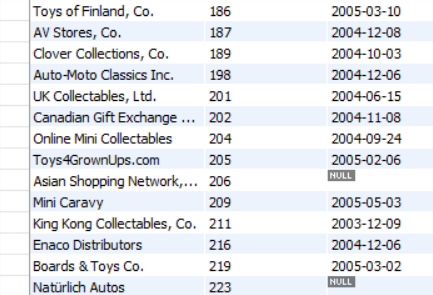 Toys of Finland, Co. 186 2005-03-10
AV Stores, Co. 187 2004-12-08
Clover Collections, Co. 189 2004-10-03
Auto-Moto Classics Inc. 198 2004-12-06
UK Collectables, Ltd. 201 2004-06-15
Canadian Gift Exchange ... 202 2004-11-08
Online Mini Collectables 204 2004-09-24
Toys4GrownUps.com 205 2005-02-06
Asian Shopping Network,... 206 NULL
Mini Caravy 209 2005-05-03
King Kong Collectables, Co. 211 2003-12-09
Enaco Distributors 216 2004-12-06
Boards & Toys Co. 219 2005-03-02
Natürlich Autos 223 NULL